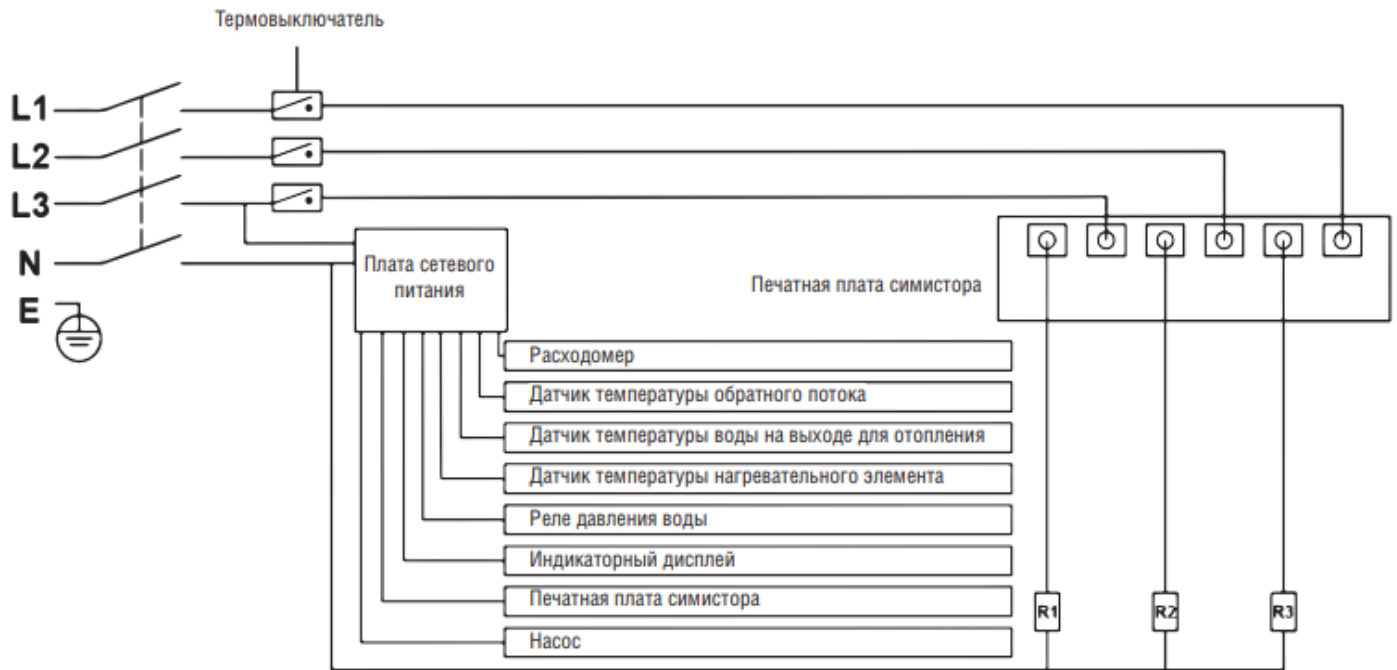 Термовыключатель
L1
L2
L3
N
E
Плата сетевого
питания
Печатная плата симистора
Расходомер
Датчик температуры обратного потока
Датчик температуры воды на выходе для отопления
Датчик температуры нагревательного элемента
Реле давления воды
Индикаторный дисплей
Печатная плата симистора
Насос
R1
R2
R3